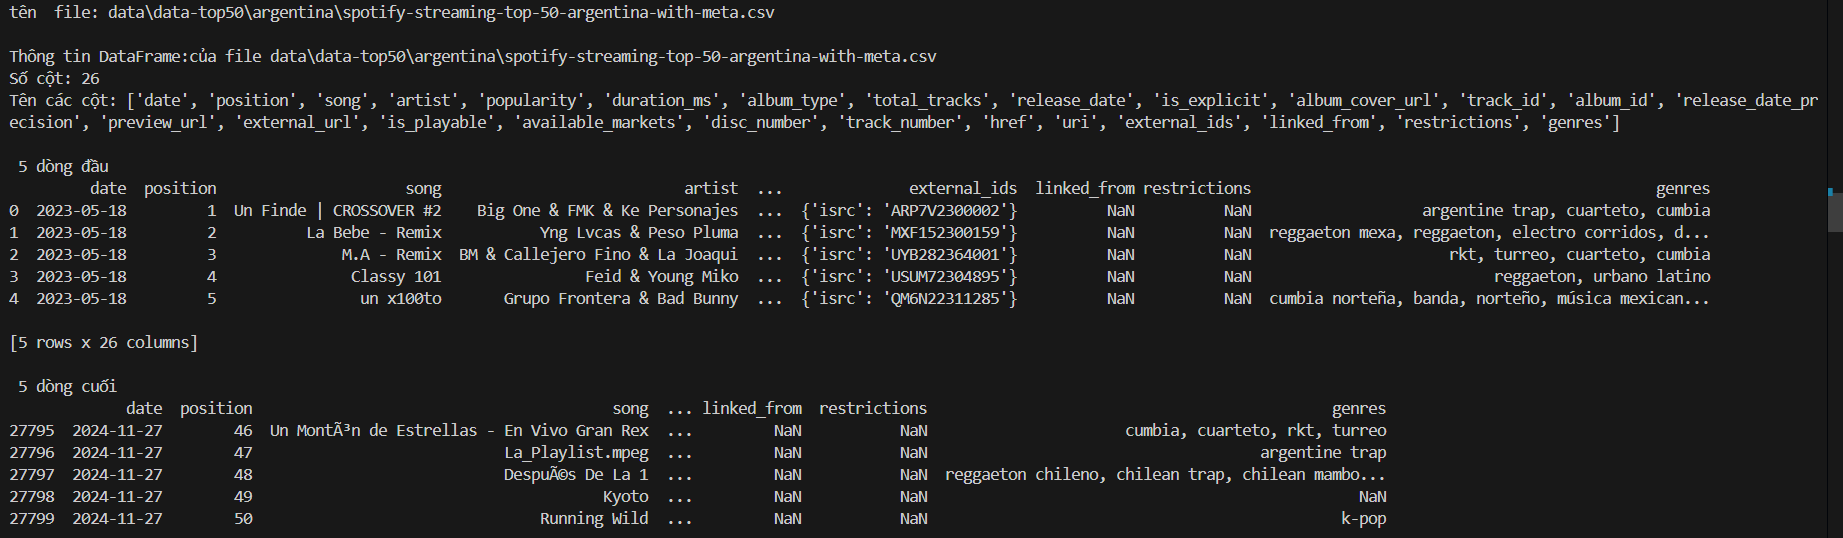 tên  file: data\data-top50\argentina\spotify-streaming-top-50-argentina-with-meta.csv
Thông tin DataFrame:của file data\data-top50\argentina\spotify-streaming-top-50-argentina-with-meta.csv
Số cột: 26
Tên các cột: ['date', 'position', 'song', 'artist', 'popularity', 'duration_ms', 'album_type', 'total_tracks', 'release_date', 'is_explicit', 'album_cover_url', 'track_id', 'album_id', 'release_date_pr
ecision', 'preview_url', 'external_url', 'is_playable', 'available_markets', 'disc_number', 'track_number', 'href', 'uri', 'external_ids', 'linked_from', 'restrictions', 'genres']
5 dòng đầu
date position song artist ... external_ids linked_from restrictions genres
0 2023-05-18 1 Un Finde | CROSSOVER #2 Big One & FMK & Ke Personajes ... {'isrc': 'ARP7V2300002'} NaN NaN argentine trap, cuarteto, cumbia
1 2023-05-18 2 La Bebe - Remix Yng Lvcas & Peso Pluma ... {'isrc': 'MXF152300159'} NaN NaN reggaeton mexa, reggaeton, electro corridos, d...
2 2023-05-18 3 M.A - Remix BM & Callejero Fino & La Joaqui ... {'isrc': 'UYB282364001'} NaN NaN rkt, turreo, cuarteto, cumbia
3 2023-05-18 4 Classy 101 Feid & Young Miko ... {'isrc': 'USUM72304895'} NaN NaN reggaeton, urbano latino
4 2023-05-18 5 un x100to Grupo Frontera & Bad Bunny ... {'isrc': 'QM6N22311285'} NaN NaN cumbia norteña, banda, norteño, música mexican...
[5 rows x 26 columns]
5 dòng cuối
date position song ... linked_from restrictions genres
27795 2024-11-27 46 Un MontÃ³n de Estrellas - En Vivo Gran Rex ... NaN NaN cumbia, cuarteto, rkt, turreo
27796 2024-11-27 47 La_Playlist.mpeg ... NaN NaN argentine trap
27797 2024-11-27 48 DespuÃ©s De La 1 ... NaN NaN reggaeton chileno, chilean trap, chilean mambo...
27798 2024-11-27 49 Kyoto ... NaN NaN NaN
27799 2024-11-27 50 Running Wild ... NaN NaN k-pop